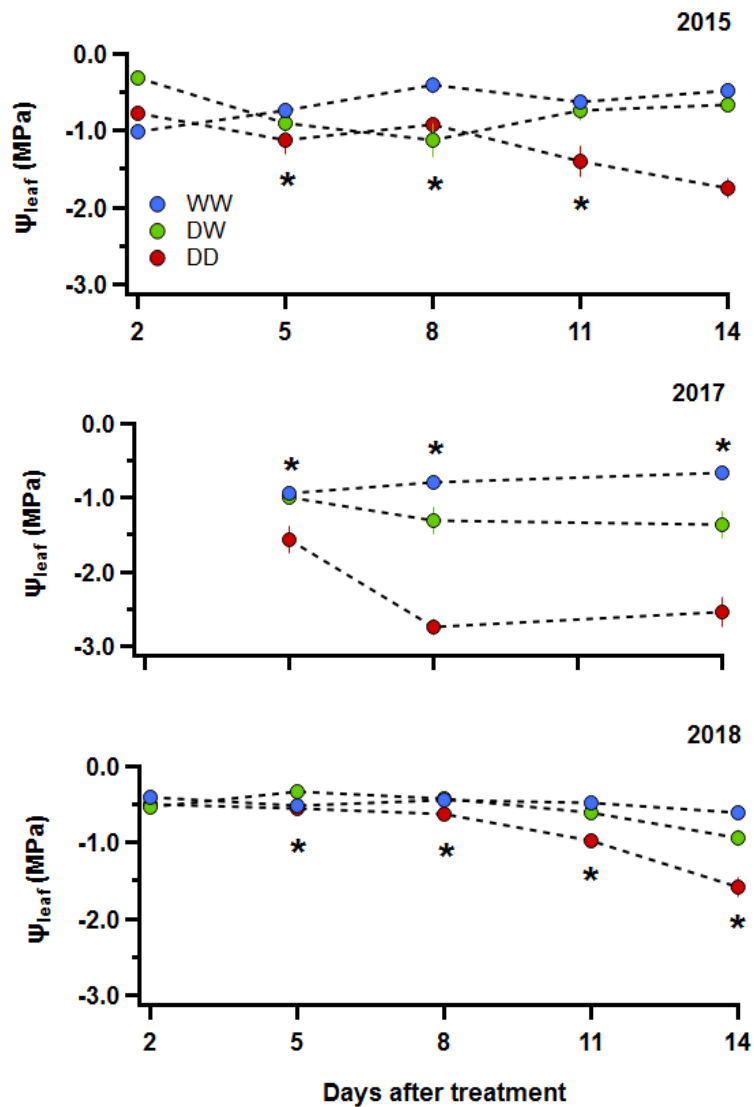 2015
0.0
-1.0
-2.0
-3.0
Ψleaf (MPa)
WW
DW
DD
* * *
2 5 8 11 14
2017
0.0
-1.0
-2.0
-3.0
Ψleaf (MPa)
* * *
2018
0.0
-1.0
-2.0
-3.0
Ψleaf (MPa)
* * * *
2 5 8 11 14
Days after treatment